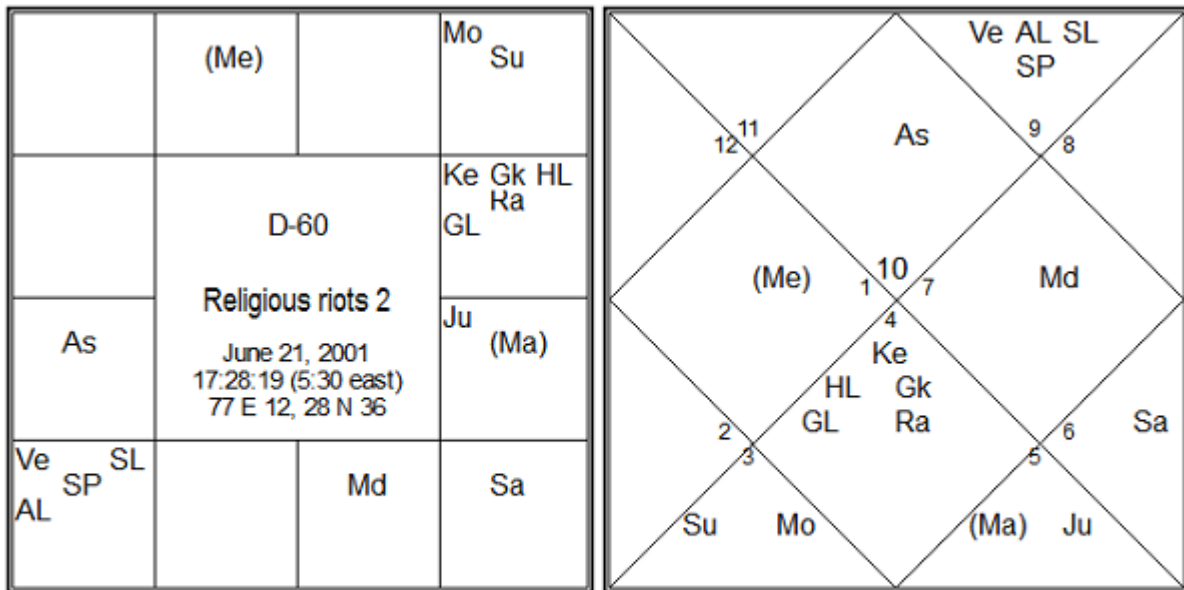 (Me)
Mo
Su
Ke Gk HL
Ra
GL
D-60
Religious riots 2
June 21, 2001
17:28:19 (5:30 east)
77 E 12, 28 N 36
As
Ju
(Ma)
Ve SL
SP
AL
Md
Sa
Ve AL SL
SP
11
12
As
9
8
(Me)
10
1
7
4
Md
Ke
HL Gk
GL Ra
2
3
6
5
Sa
Su Mo
(Ma) Ju